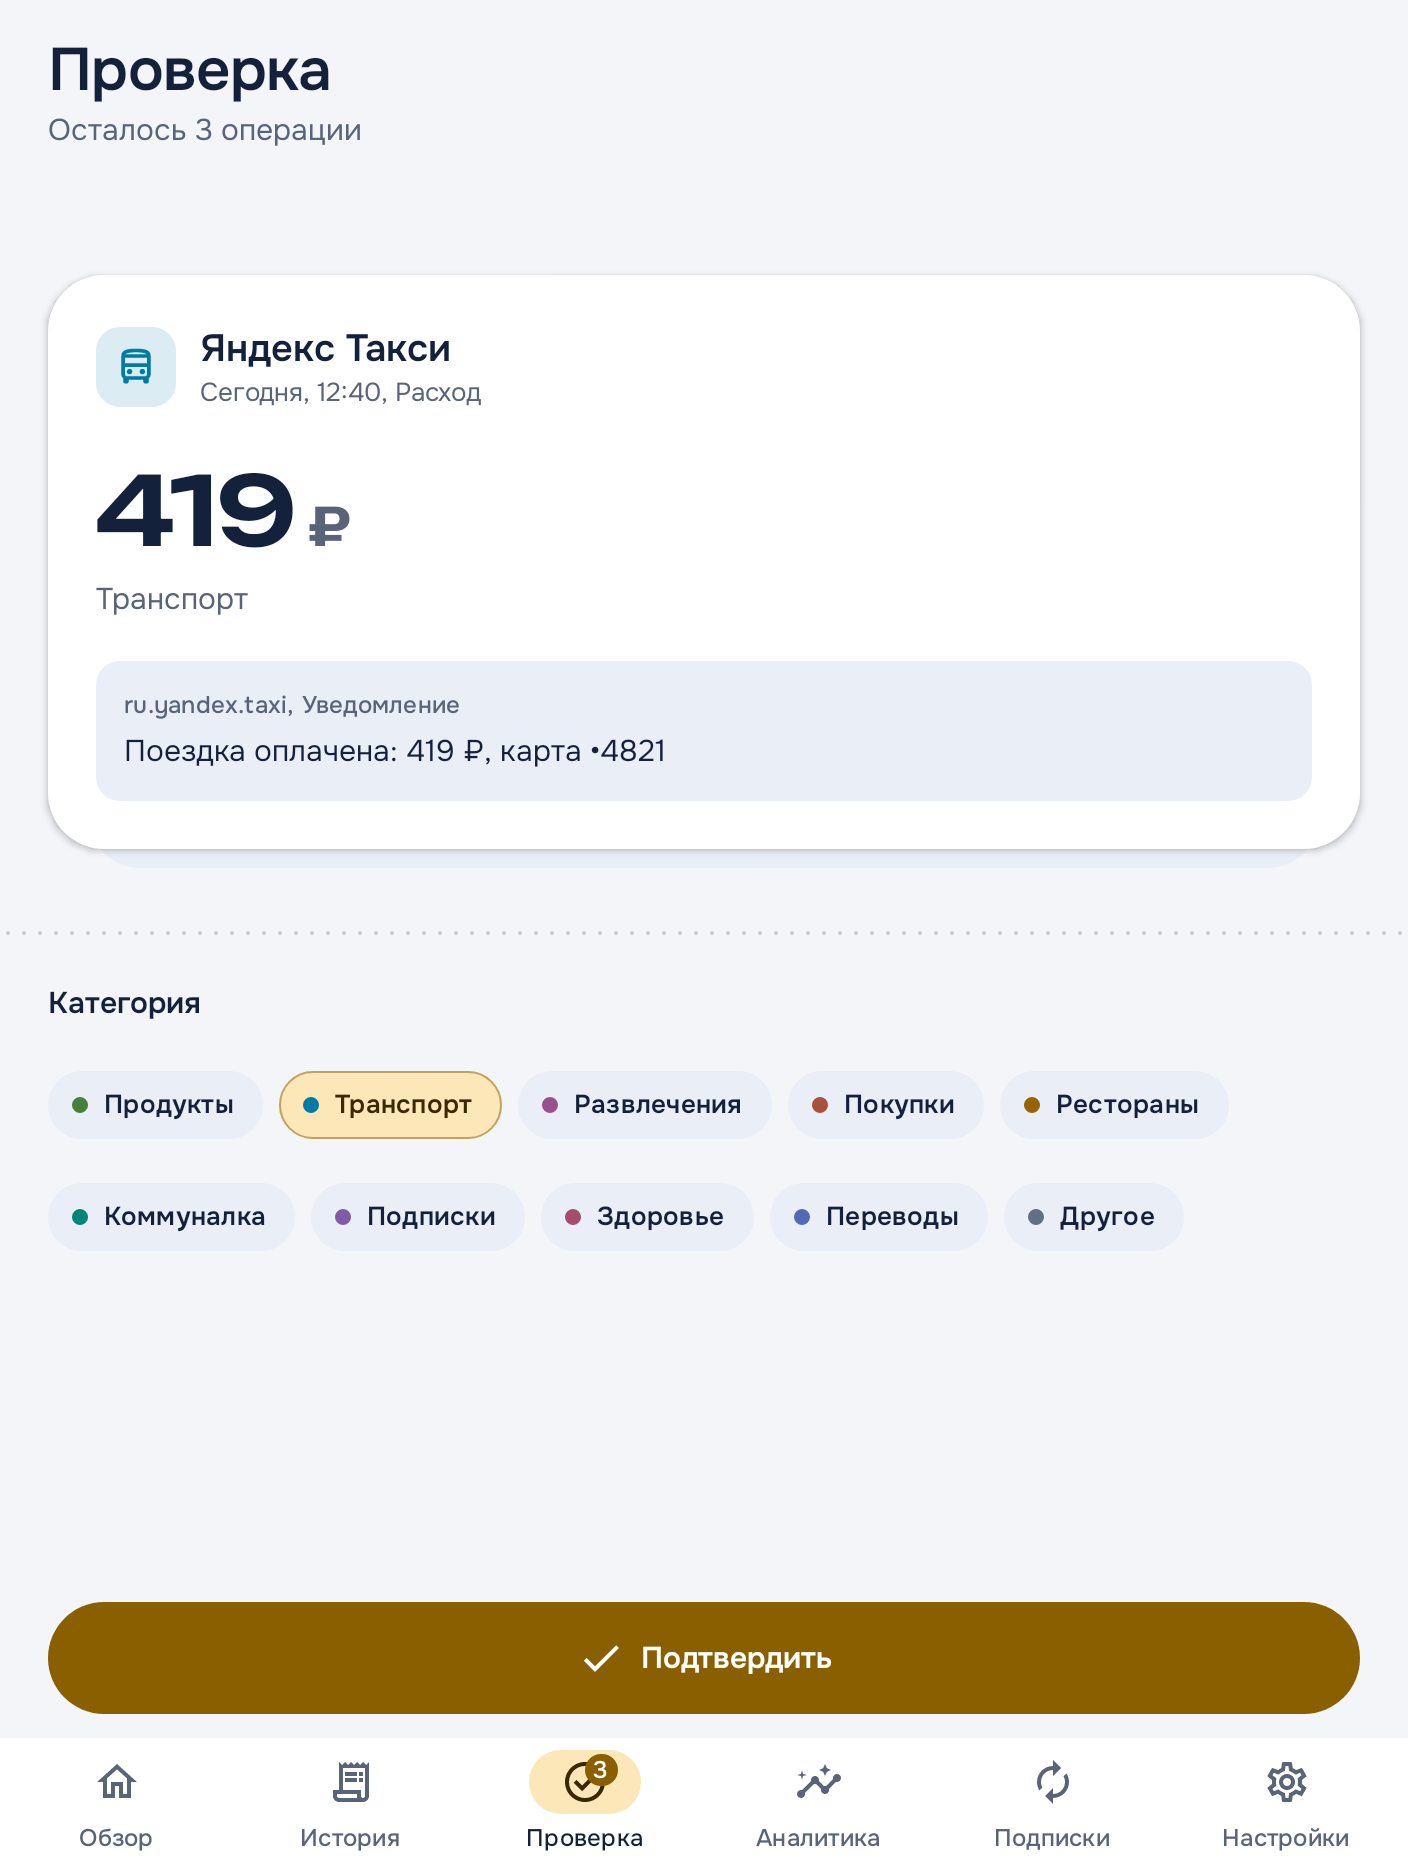 Проверка
Осталось 3 операции
Яндекс Такси
Сегодня, 12:40, Расход
419 ₽
Транспорт
ru.yandex.taxi, Уведомление
Поездка оплачена: 419 ₽, карта •4821
Категория
Продукты Транспорт Развлечения Покупки Рестораны
Коммуналка Подписки Здоровье Переводы Другое
Подтвердить
3
Обзор История Проверка Аналитика Подписки Настройки